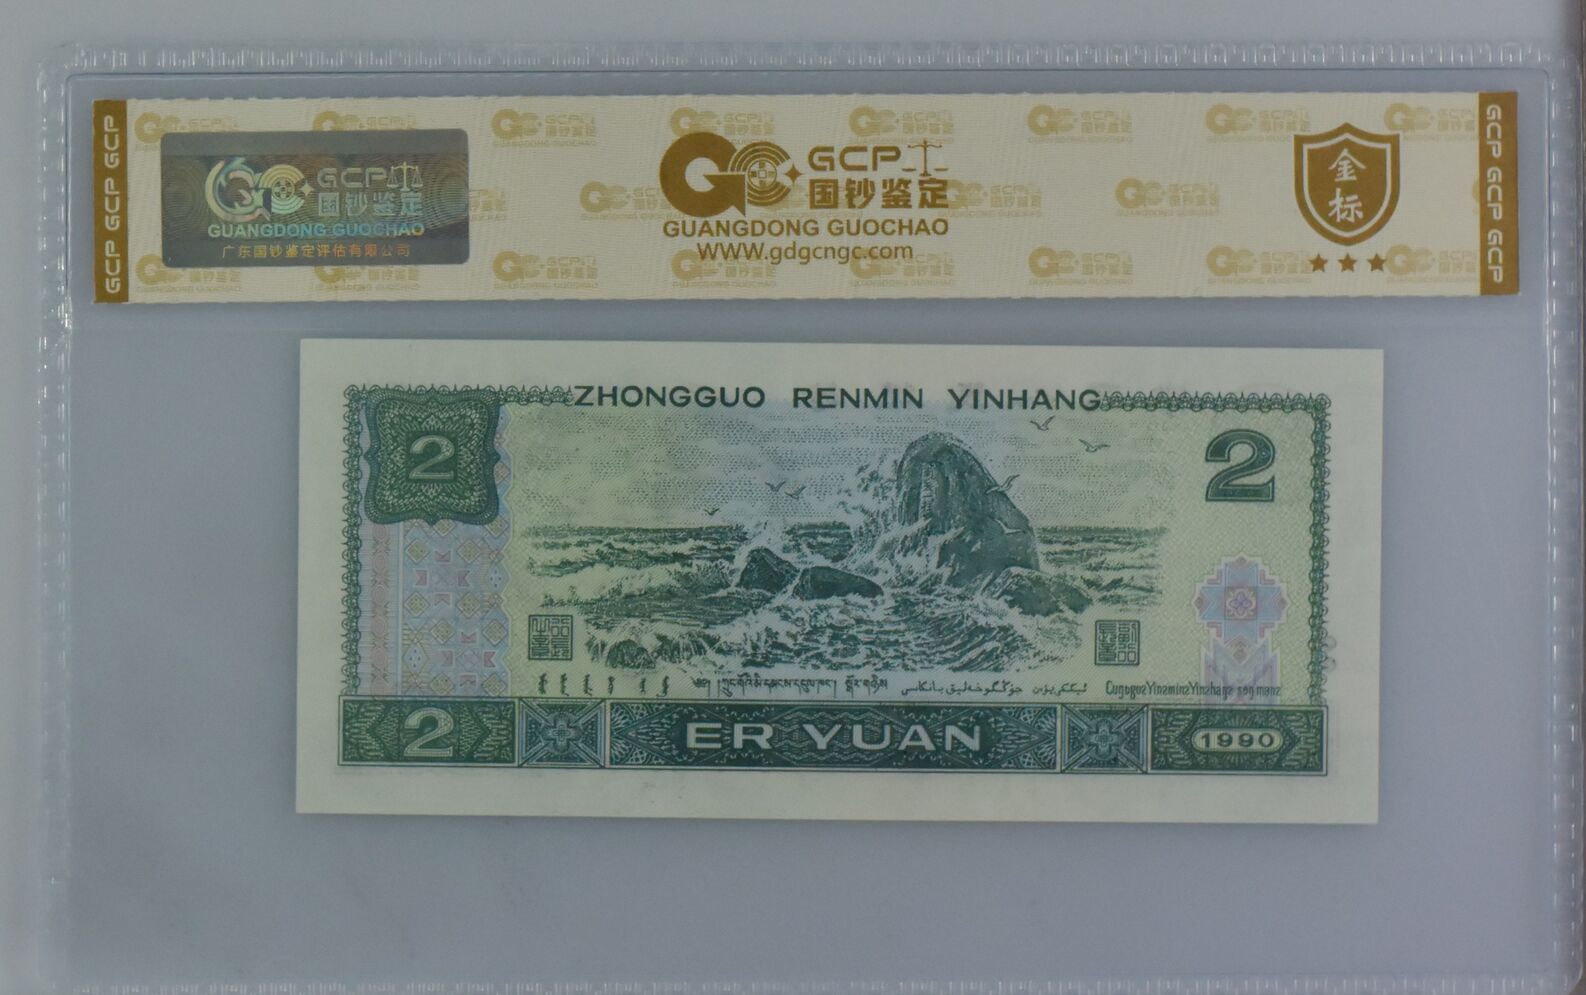 GCP GCP GCP
GCP
国钞鉴定
GUANGDONG GUOCHAO
广东国钞鉴定评估有限公司
GCP
国钞鉴定
GUANGDONG GUOCHAO
WWW.gdgcngc.com
金
标
GCP GCP GCP
ZHONGGUO RENMIN YINHANG
2
2
2
ER YUAN
1990